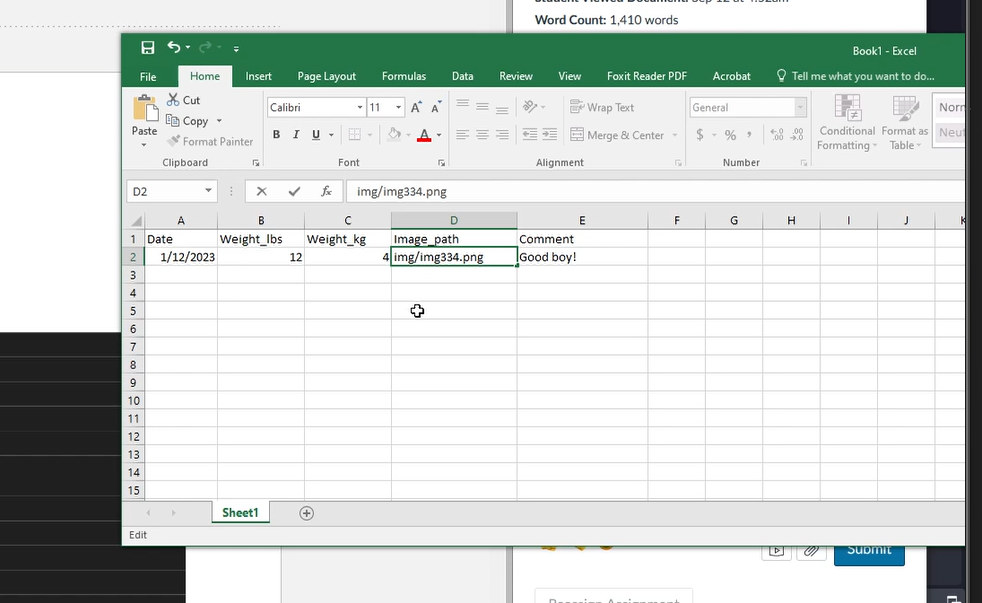 Student Viewed Document: Sep 12 at 4:52am
Word Count: 1,410 words
Book1 - Excel
File Home Insert Page Layout Formulas Data Review View Foxit Reader PDF Acrobat Tell me what you want to do...
Paste
Cut
Copy
Format Painter
Clipboard
Calibri 11 A A
B I U A
Font
Wrap Text
Merge & Center
Alignment
General
$ % ,
Number
Conditional Formatting
Format as Table
Norn
Neut
D2 fx img/img334.png
A B C D E F G H I J K
1 Date Weight_lbs Weight_kg Image_path Comment
2 1/12/2023 12 4 img/img334.png Good boy!
3
4
5
6
7
8
9
10
11
12
13
14
15
Sheet1
Edit
Submit
Reassign Assignment